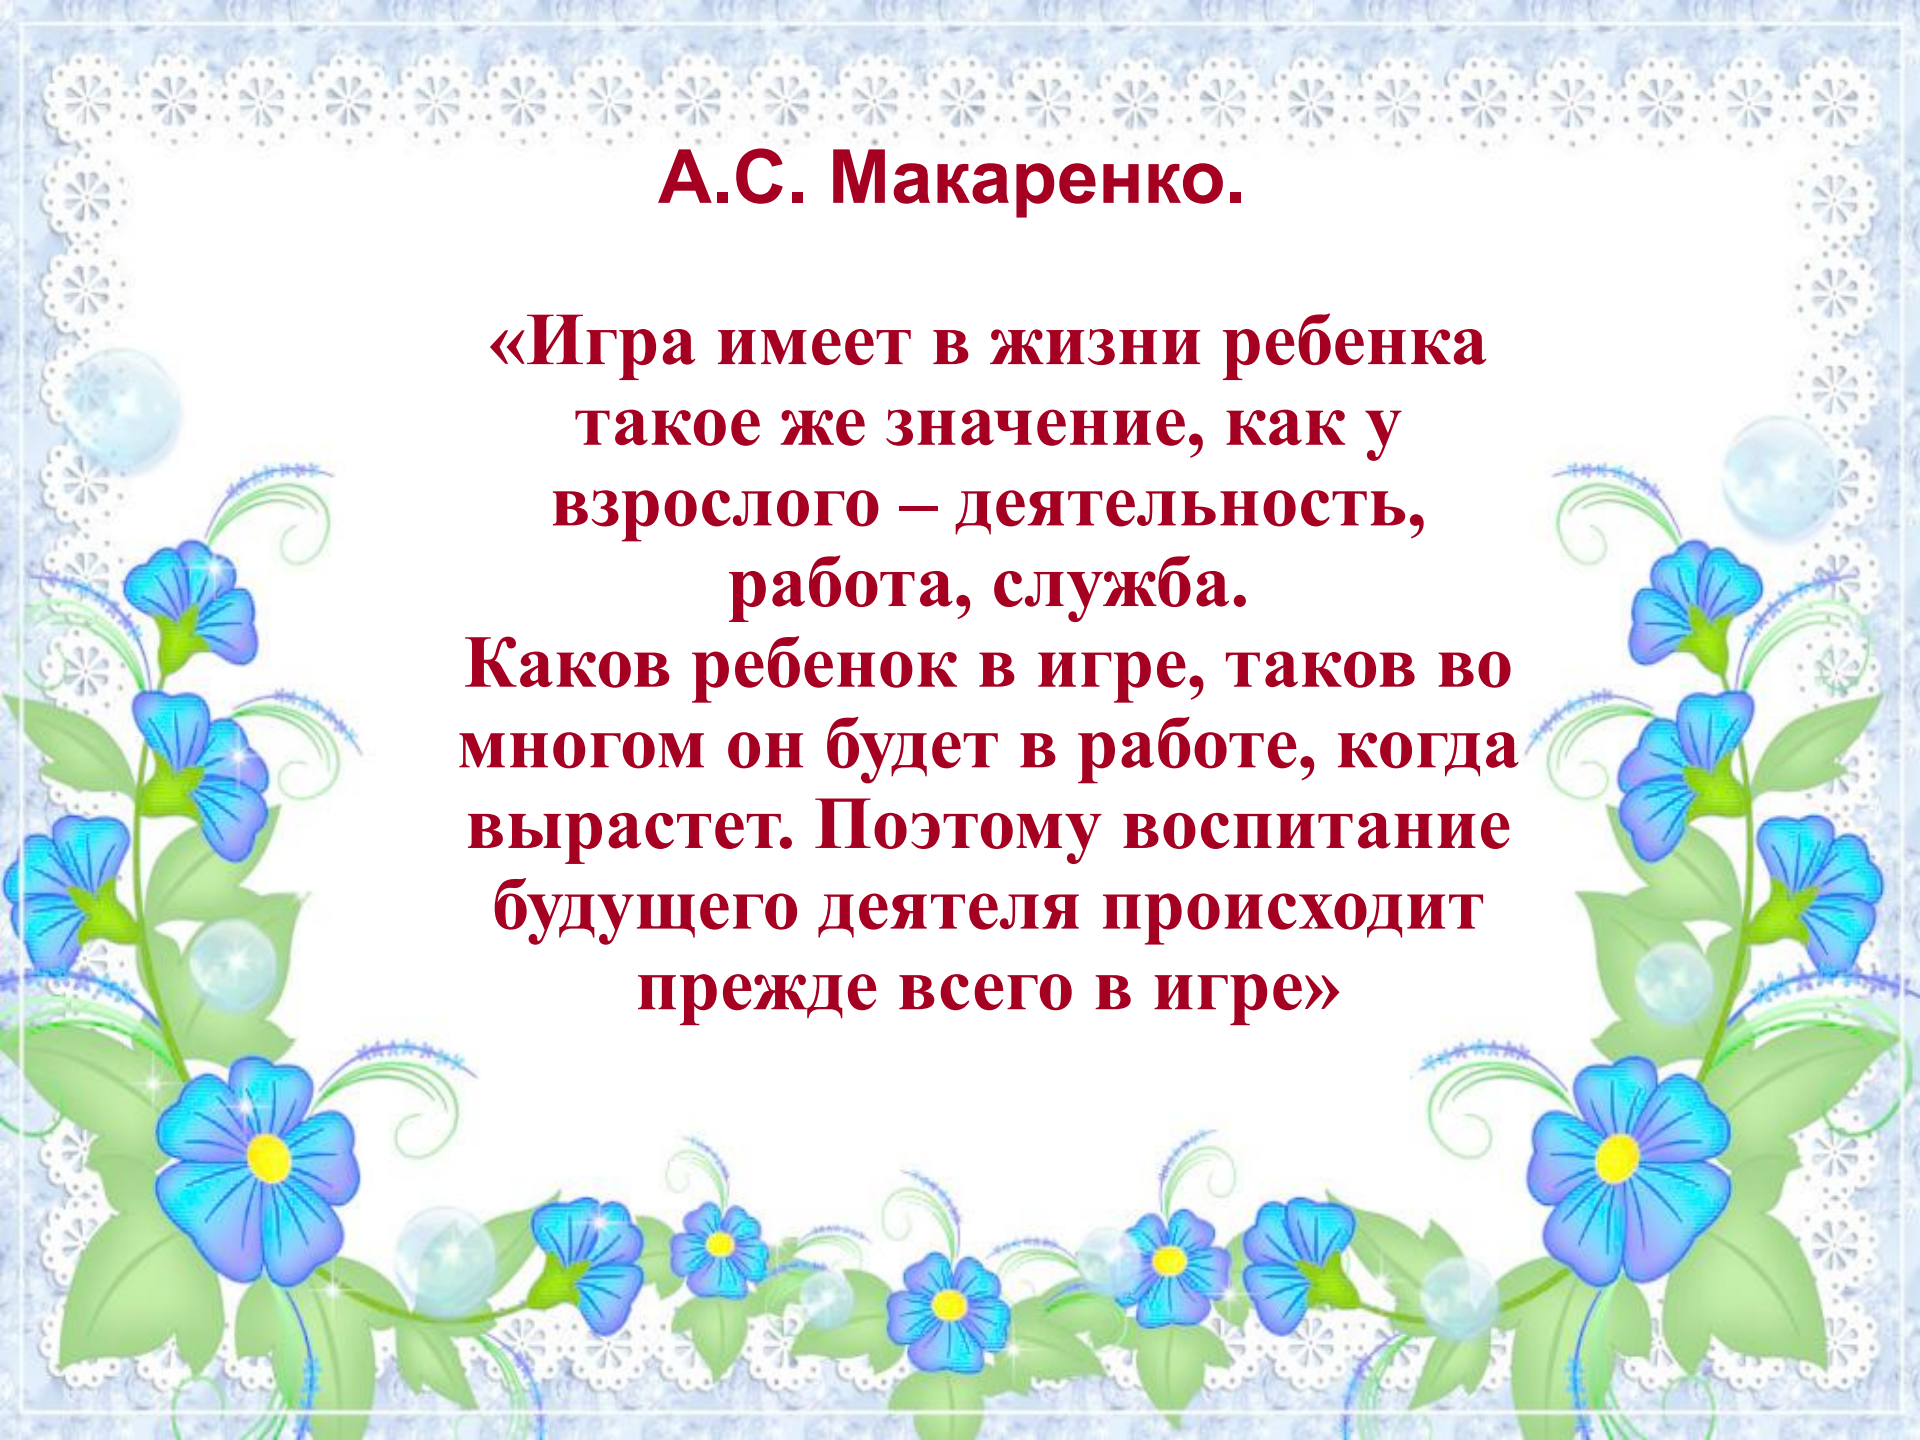 А.С. Макаренко.
«Игра имеет в жизни ребенка
такое же значение, как у
взрослого – деятельность,
работа, служба.
Каков ребенок в игре, таков во
многом он будет в работе, когда
вырастет. Поэтому воспитание
будущего деятеля происходит
прежде всего в игре»